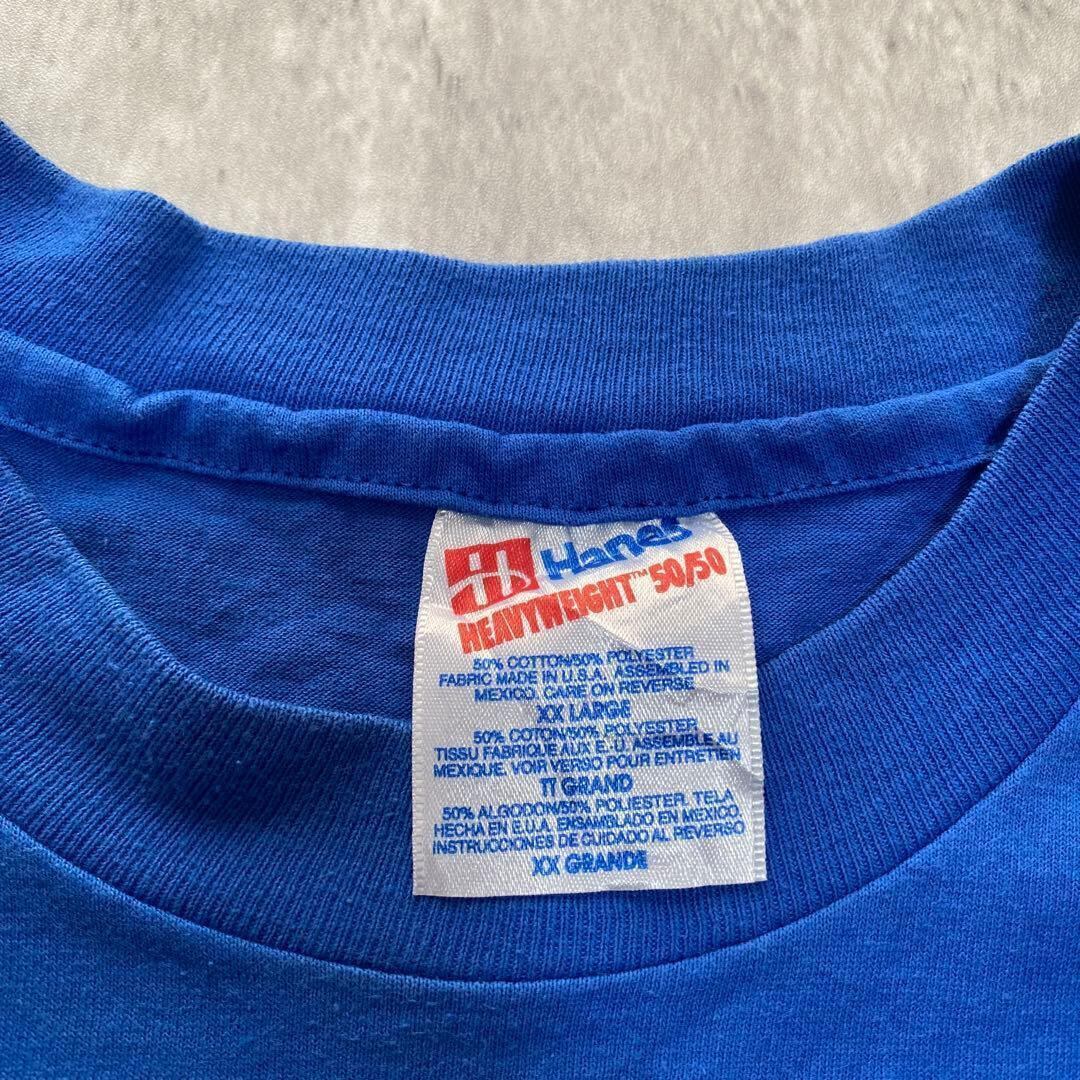 Hanes
HEAVYWEIGHT™ 50/50
50% COTTON/50% POLYESTER
FABRIC MADE IN U.S.A. ASSEMBLED IN
MEXICO. CARE ON REVERSE
XX LARGE
50% COTON/50% POLYESTER
TISSU FABRIQUE AUX E.-U. ASSEMBLE AU
MEXIQUE. VOIR VERSO POUR ENTRETIEN
TT GRAND
50% ALGODON/50% POLIESTER. TELA
HECHA EN E.U.A. ENSAMBLADO EN MEXICO.
INSTRUCCIONES DE CUIDADO AL REVERSO
XX GRANDE